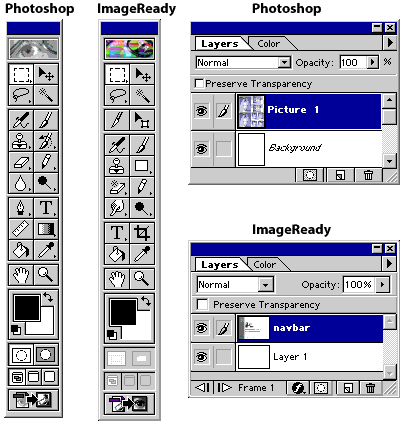 Photoshop
ImageReady
T
T
Photoshop
Layers Color
Normal Opacity: 100 %
Preserve Transparency
Picture 1
Background
ImageReady
Layers Color
Normal Opacity: 100%
Preserve Transparency
navbar
Layer 1
Frame 1